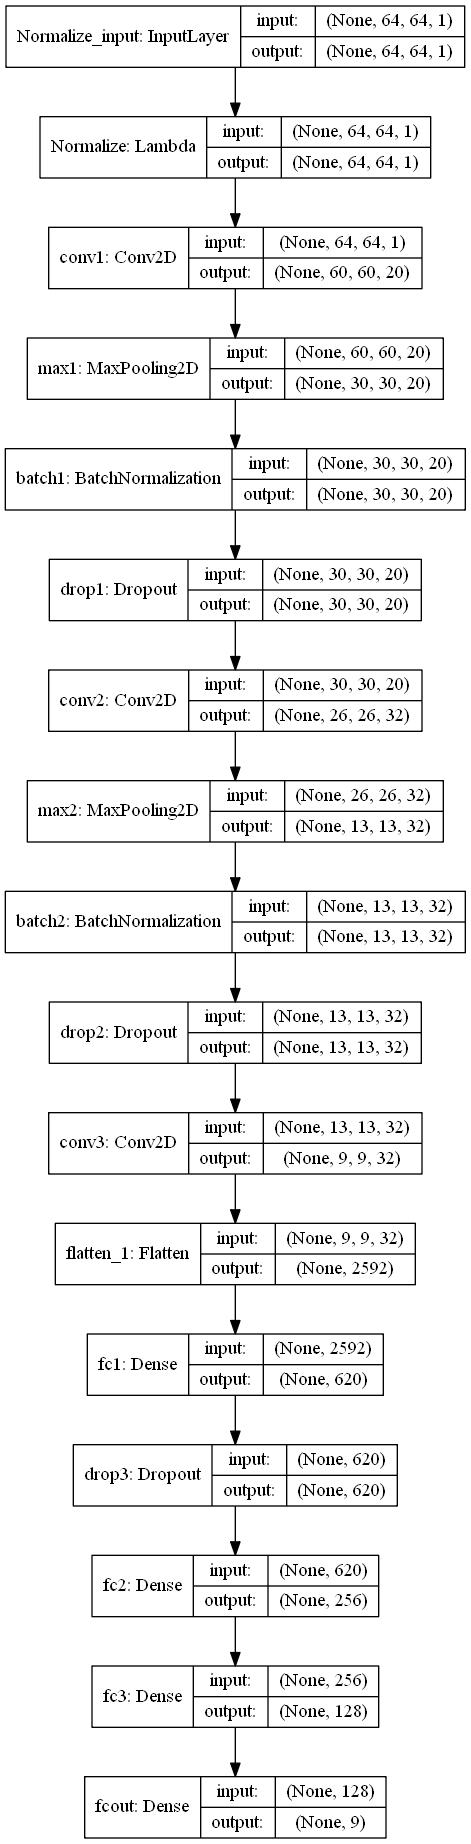 Normalize_input: InputLayer
input: (None, 64, 64, 1)
output: (None, 64, 64, 1)
Normalize: Lambda
input: (None, 64, 64, 1)
output: (None, 64, 64, 1)
conv1: Conv2D
input: (None, 64, 64, 1)
output: (None, 60, 60, 20)
max1: MaxPooling2D
input: (None, 60, 60, 20)
output: (None, 30, 30, 20)
batch1: BatchNormalization
input: (None, 30, 30, 20)
output: (None, 30, 30, 20)
drop1: Dropout
input: (None, 30, 30, 20)
output: (None, 30, 30, 20)
conv2: Conv2D
input: (None, 30, 30, 20)
output: (None, 26, 26, 32)
max2: MaxPooling2D
input: (None, 26, 26, 32)
output: (None, 13, 13, 32)
batch2: BatchNormalization
input: (None, 13, 13, 32)
output: (None, 13, 13, 32)
drop2: Dropout
input: (None, 13, 13, 32)
output: (None, 13, 13, 32)
conv3: Conv2D
input: (None, 13, 13, 32)
output: (None, 9, 9, 32)
flatten_1: Flatten
input: (None, 9, 9, 32)
output: (None, 2592)
fc1: Dense
input: (None, 2592)
output: (None, 620)
drop3: Dropout
input: (None, 620)
output: (None, 620)
fc2: Dense
input: (None, 620)
output: (None, 256)
fc3: Dense
input: (None, 256)
output: (None, 128)
fcout: Dense
input: (None, 128)
output: (None, 9)